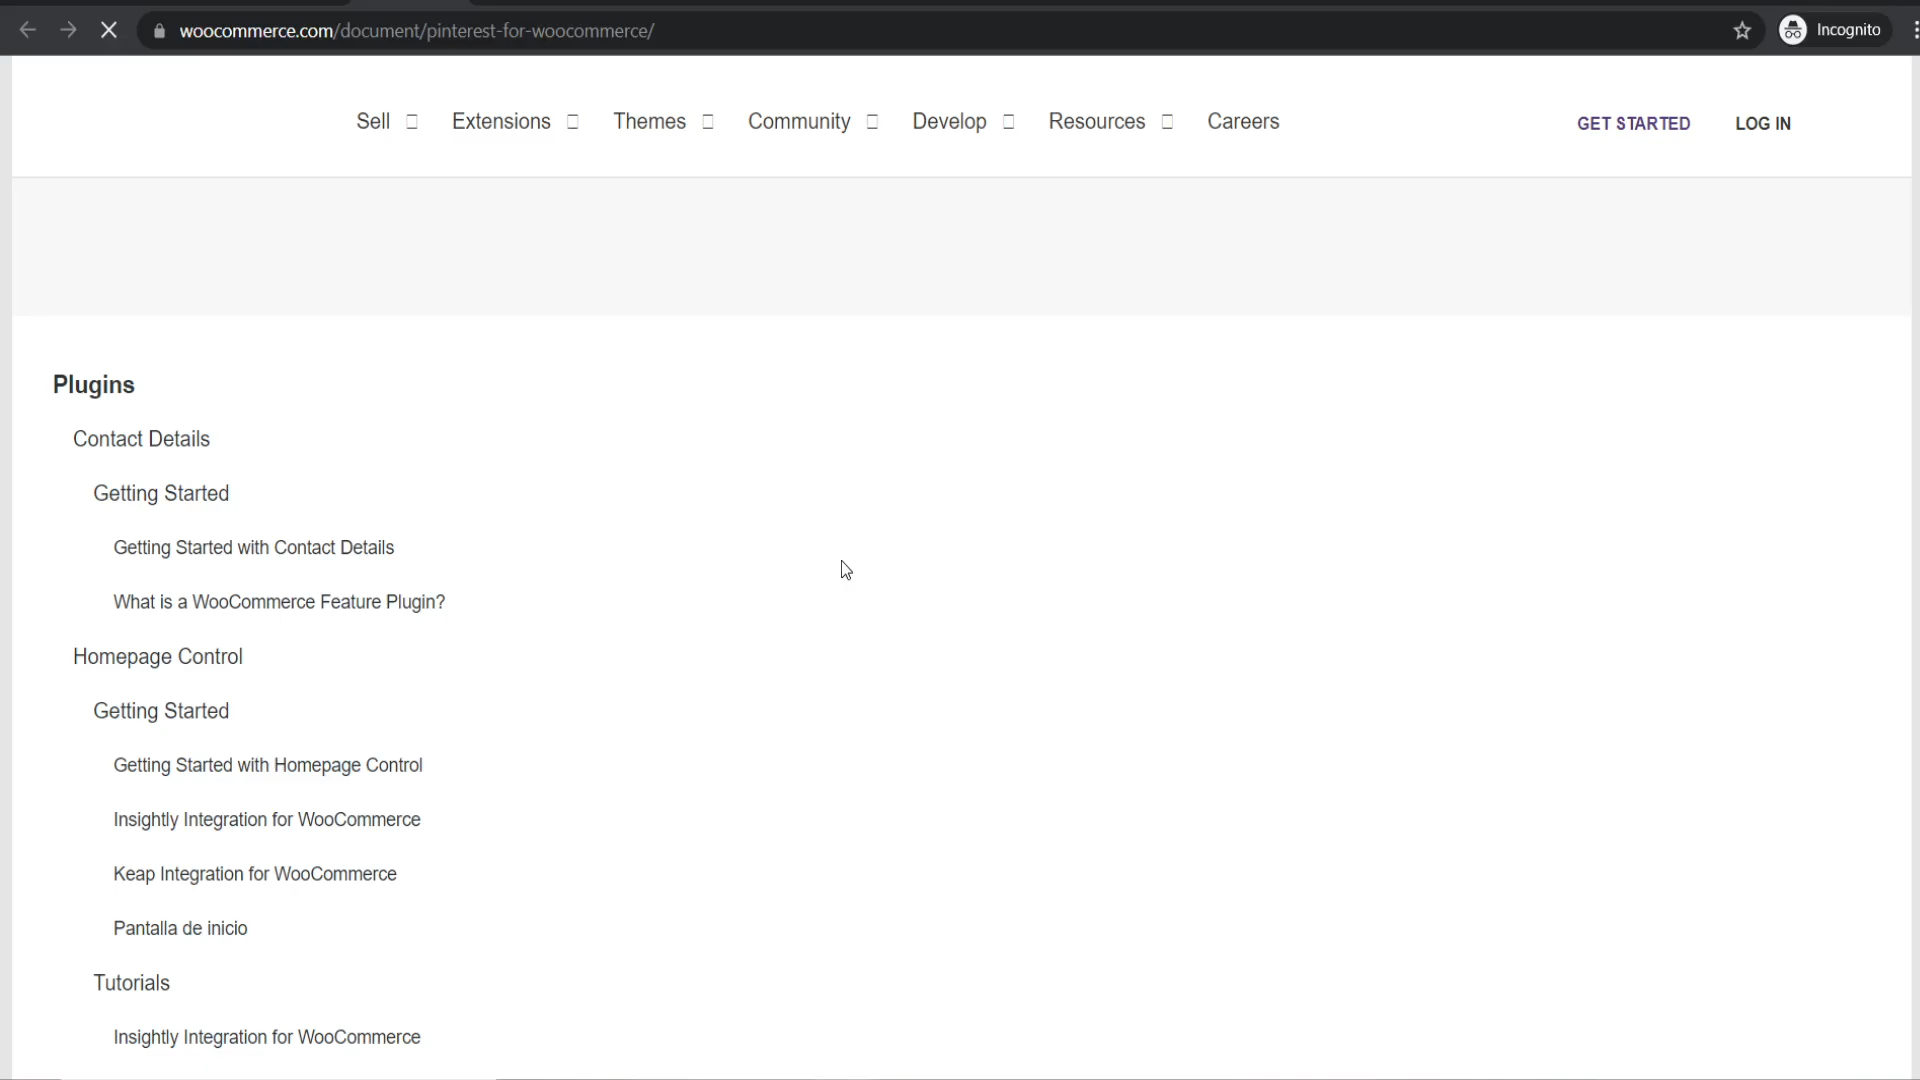 woocommerce.com/document/pinterest-for-woocommerce/ Incognito
Sell Extensions Themes Community Develop Resources Careers GET STARTED LOG IN
Plugins
Contact Details
Getting Started
Getting Started with Contact Details
What is a WooCommerce Feature Plugin?
Homepage Control
Getting Started
Getting Started with Homepage Control
Insightly Integration for WooCommerce
Keap Integration for WooCommerce
Pantalla de inicio
Tutorials
Insightly Integration for WooCommerce